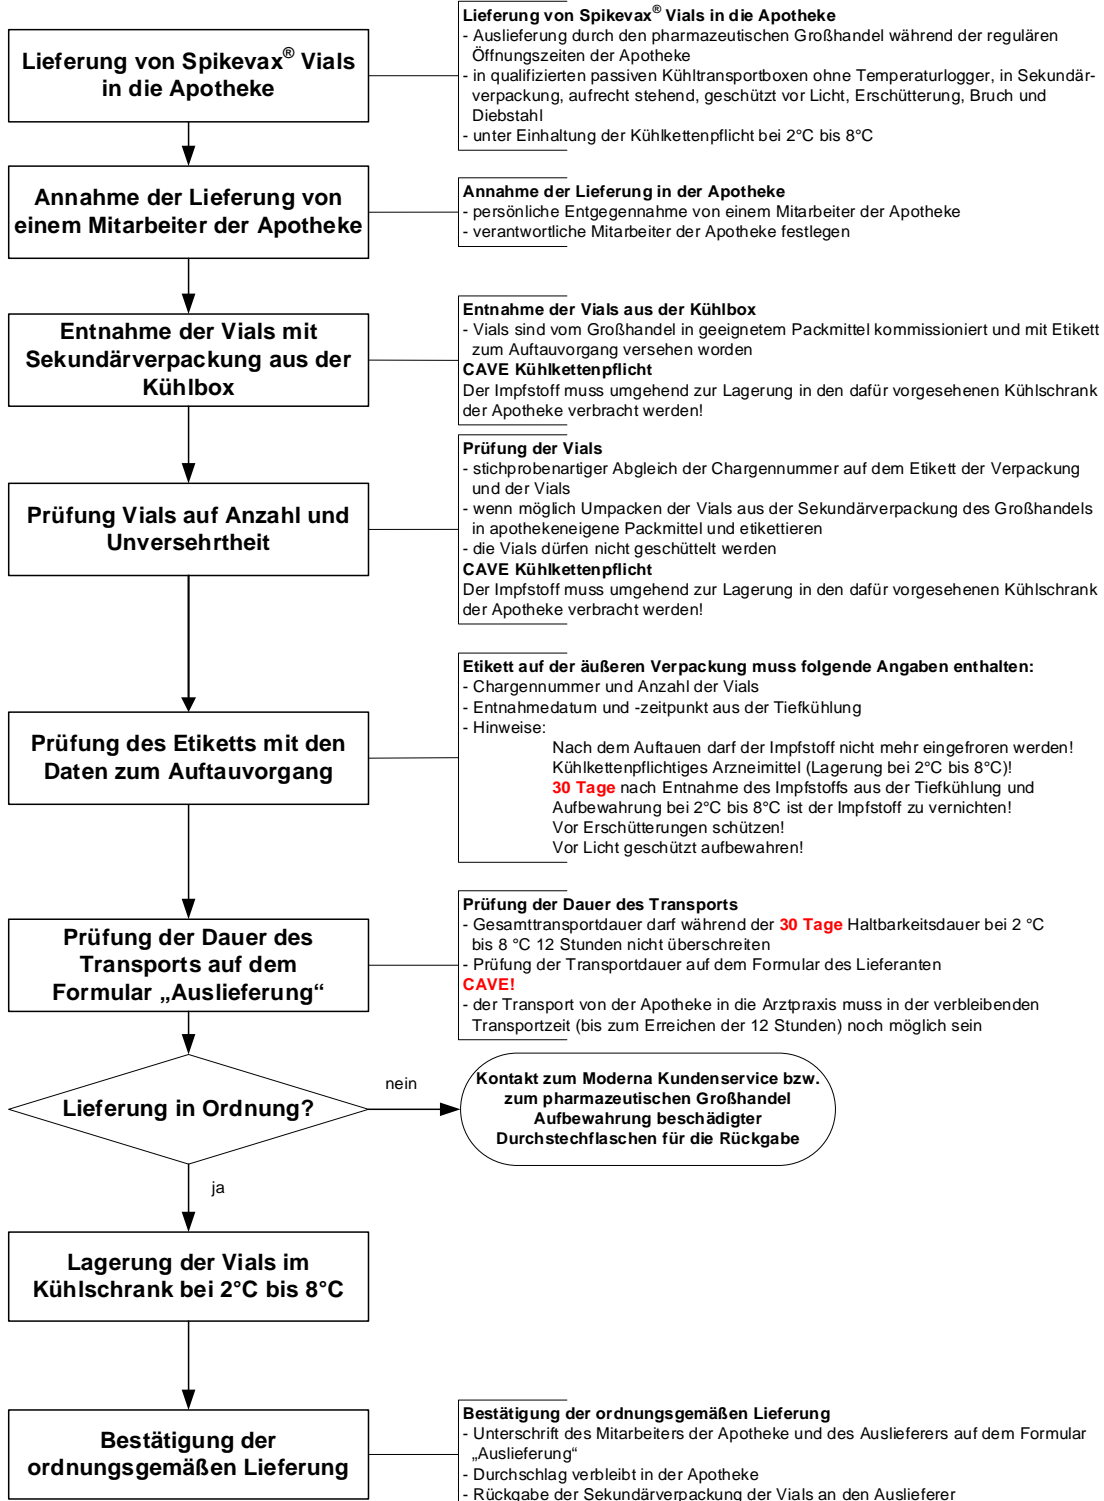 Lieferung von Spikevax® Vials
in die Apotheke
Lieferung von Spikevax® Vials in die Apotheke
- Auslieferung durch den pharmazeutischen Großhandel während der regulären
Öffnungszeiten der Apotheke
- in qualifizierten passiven Kühltransportboxen ohne Temperaturlogger, in Sekundär-
verpackung, aufrecht stehend, geschützt vor Licht, Erschütterung, Bruch und
Diebstahl
- unter Einhaltung der Kühlkettenpflicht bei 2°C bis 8°C
Annahme der Lieferung von
einem Mitarbeiter der Apotheke
Annahme der Lieferung in der Apotheke
- persönliche Entgegennahme von einem Mitarbeiter der Apotheke
- verantwortliche Mitarbeiter der Apotheke festlegen
Entnahme der Vials mit
Sekundärverpackung aus der
Kühlbox
Entnahme der Vials aus der Kühlbox
- Vials sind vom Großhandel in geeignetem Packmittel kommissioniert und mit Etikett
zum Auftauvorgang versehen worden
CAVE Kühlkettenpflicht
Der Impfstoff muss umgehend zur Lagerung in den dafür vorgesehenen Kühlschrank
der Apotheke verbracht werden!
Prüfung Vials auf Anzahl und
Unversehrtheit
Prüfung der Vials
- stichprobenartiger Abgleich der Chargennummer auf dem Etikett der Verpackung
und der Vials
- wenn möglich Umpacken der Vials aus der Sekundärverpackung des Großhandels
in apothekeneigene Packmittel und etikettieren
- die Vials dürfen nicht geschüttelt werden
CAVE Kühlkettenpflicht
Der Impfstoff muss umgehend zur Lagerung in den dafür vorgesehenen Kühlschrank
der Apotheke verbracht werden!
Prüfung des Etiketts mit den
Daten zum Auftauvorgang
Etikett auf der äußeren Verpackung muss folgende Angaben enthalten:
- Chargennummer und Anzahl der Vials
- Entnahmedatum und -zeitpunkt aus der Tiefkühlung
- Hinweise:
Nach dem Auftauen darf der Impfstoff nicht mehr eingefroren werden!
Kühlkettenpflichtiges Arzneimittel (Lagerung bei 2°C bis 8°C)!
30 Tage nach Entnahme des Impfstoffs aus der Tiefkühlung und
Aufbewahrung bei 2°C bis 8°C ist der Impfstoff zu vernichten!
Vor Erschütterungen schützen!
Vor Licht geschützt aufbewahren!
Prüfung der Dauer des
Transports auf dem
Formular „Auslieferung“
Prüfung der Dauer des Transports
- Gesamttransportdauer darf während der 30 Tage Haltbarkeitsdauer bei 2 °C
bis 8 °C 12 Stunden nicht überschreiten
- Prüfung der Transportdauer auf dem Formular des Lieferanten
CAVE!
- der Transport von der Apotheke in die Arztpraxis muss in der verbleibenden
Transportzeit (bis zum Erreichen der 12 Stunden) noch möglich sein
Lieferung in Ordnung?
nein
Kontakt zum Moderna Kundenservice bzw.
zum pharmazeutischen Großhandel
Aufbewahrung beschädigter
Durchstechflaschen für die Rückgabe
ja
Lagerung der Vials im
Kühlschrank bei 2°C bis 8°C
Bestätigung der
ordnungsgemäßen Lieferung
Bestätigung der ordnungsgemäßen Lieferung
- Unterschrift des Mitarbeiters der Apotheke und des Auslieferers auf dem Formular
„Auslieferung“
- Durchschlag verbleibt in der Apotheke
- Rückgabe der Sekundärverpackung der Vials an den Auslieferer